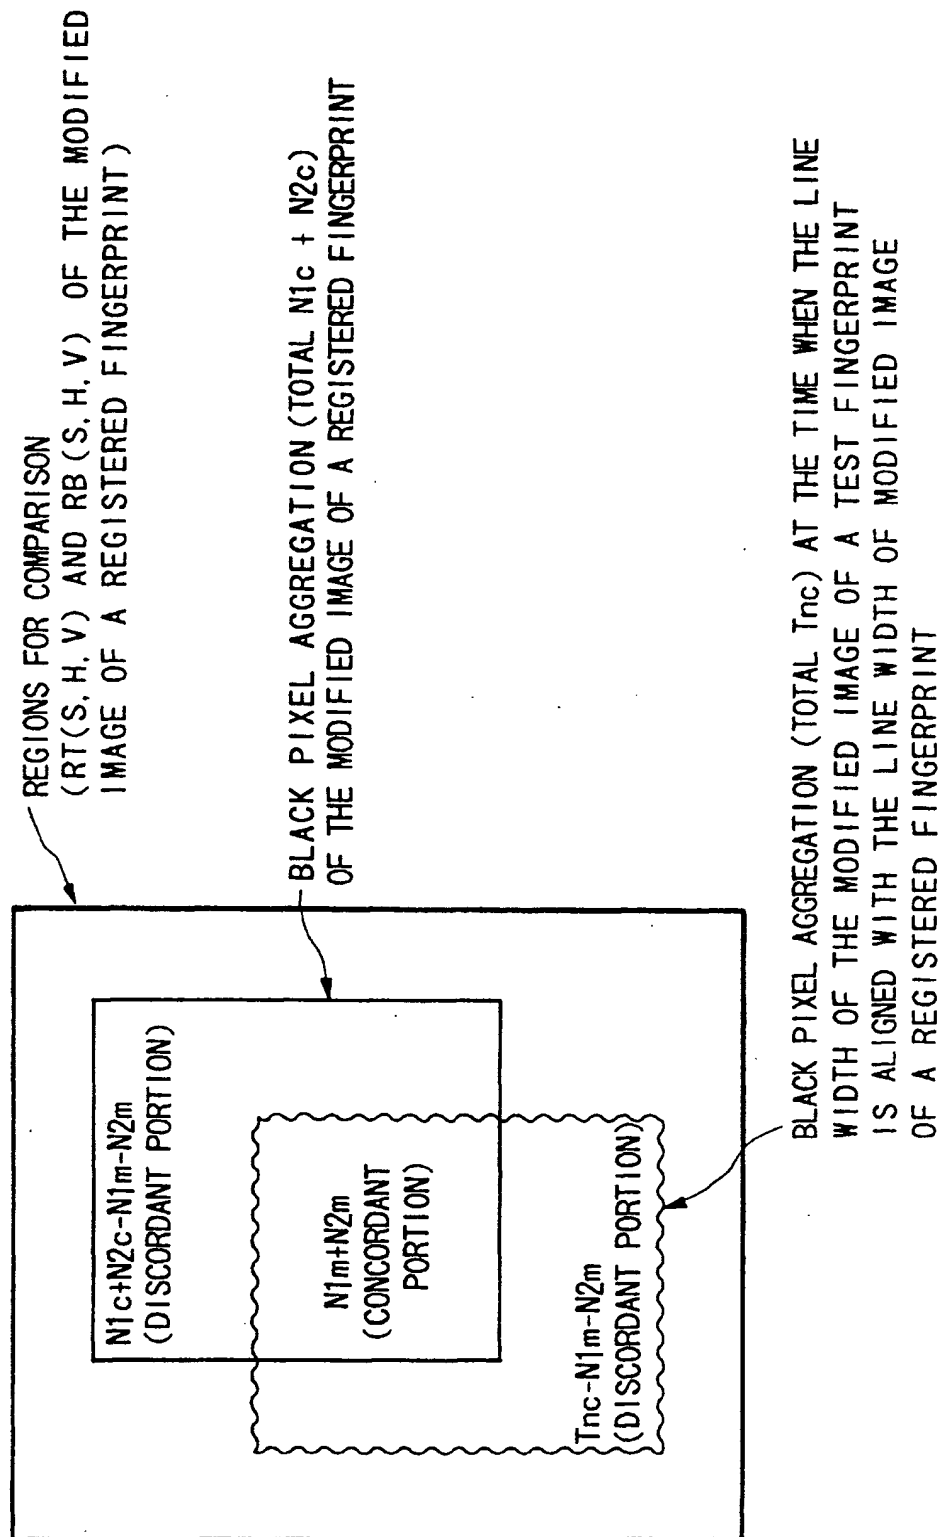 REGIONS FOR COMPARISON
(RT(S, H, V) AND RB(S, H, V) OF THE MODIFIED
IMAGE OF A REGISTERED FINGERPRINT)
BLACK PIXEL AGGREGATION (TOTAL N1c + N2c)
OF THE MODIFIED IMAGE OF A REGISTERED FINGERPRINT
N1c+N2c-N1m-N2m
(DISCORDANT PORTION)
N1m+N2m
(CONCORDANT
PORTION)
Tnc-N1m-N2m
(DISCORDANT PORTION)
BLACK PIXEL AGGREGATION (TOTAL Tnc) AT THE TIME WHEN THE LINE
WIDTH OF THE MODIFIED IMAGE OF A TEST FINGERPRINT
IS ALIGNED WITH THE LINE WIDTH OF MODIFIED IMAGE
OF A REGISTERED FINGERPRINT